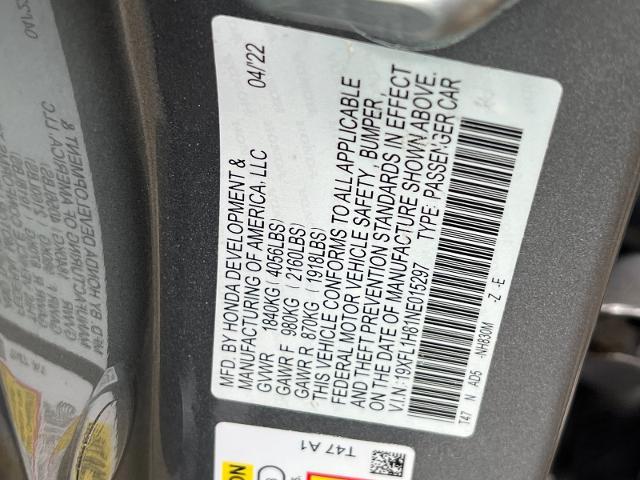 MFD. BY HONDA DEVELOPMENT &
MANUFACTURING OF AMERICA, LLC 04/22
GVWR 1840KG (4056LBS)
GAWR F 980KG (2160LBS)
GAWR R 870KG (1918LBS)
THIS VEHICLE CONFORMS TO ALL APPLICABLE
FEDERAL MOTOR VEHICLE SAFETY, BUMPER,
AND THEFT PREVENTION STANDARDS IN EFFECT
ON THE DATE OF MANUFACTURE SHOWN ABOVE.
V.I.N.: 19XFL1H81NE015297 TYPE: PASSENGER CAR
T47 N AD5 -NH830M -Z -E
T47 A1